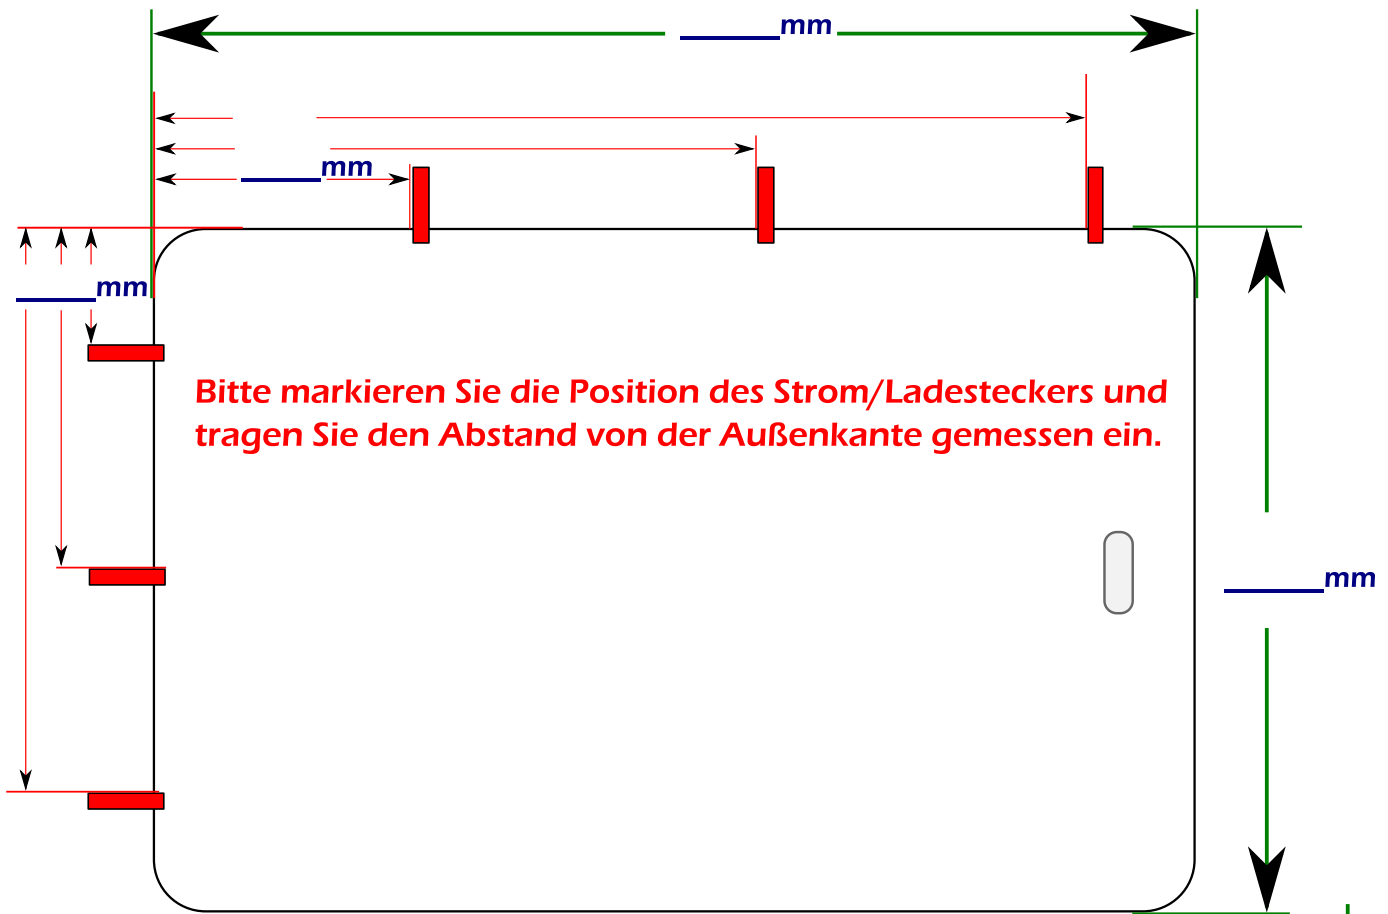 mm
mm
mm
Bitte markieren Sie die Position des Strom/Ladesteckers und
tragen Sie den Abstand von der Außenkante gemessen ein.
mm